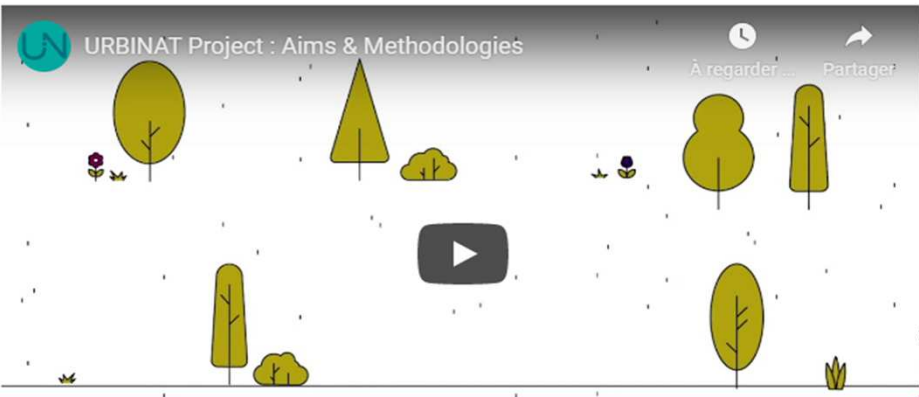 UN
URBINAT Project : Aims & Methodologies
À regarder ...
Partager